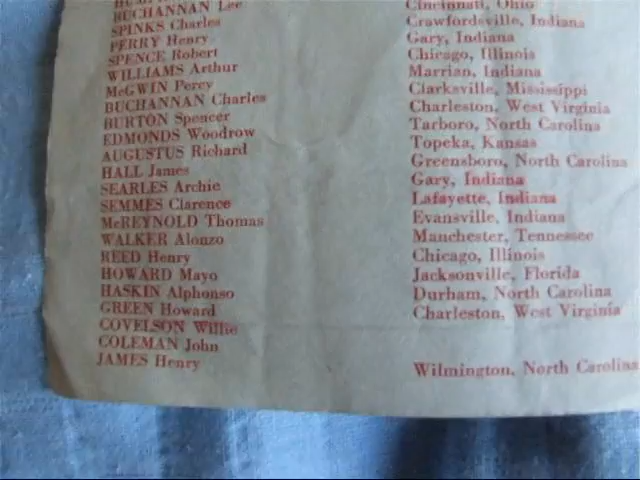 BUCHANNAN Lee
SPINKS Charles
PERRY Henry
SPENCE Robert
WILLIAMS Arthur
McGWIN Percy
BUCHANNAN Charles
BURTON Spencer
EDMONDS Woodrow
AUGUSTUS Richard
HALL James
SEARLES Archie
SEMMES Clarence
McREYNOLD Thomas
WALKER Alonzo
REED Henry
HOWARD Mayo
HASKIN Alphonso
GREEN Howard
COVELSON Willie
COLEMAN John
JAMES Henry
Cincinnati, Ohio
Crawfordsville, Indiana
Gary, Indiana
Chicago, Illinois
Marrian, Indiana
Clarksville, Mississippi
Charleston, West Virginia
Tarboro, North Carolina
Topeka, Kansas
Greensboro, North Carolina
Gary, Indiana
Lafayette, Indiana
Evansville, Indiana
Manchester, Tennessee
Chicago, Illinois
Jacksonville, Florida
Durham, North Carolina
Charleston, West Virginia
Wilmington, North Carolina